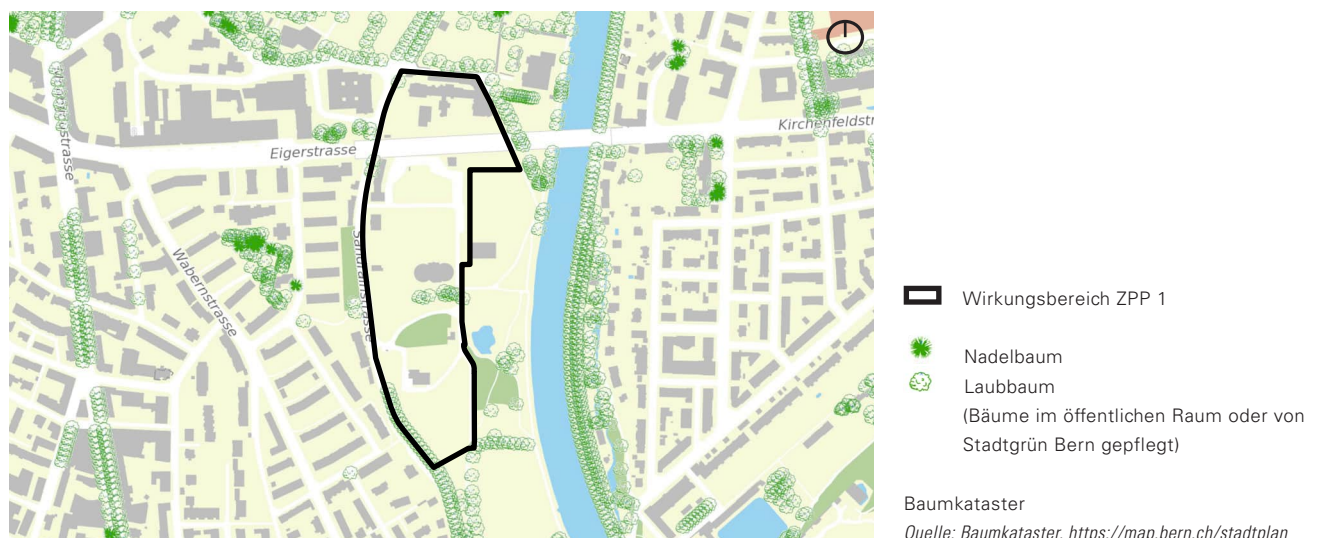 Kirchenfeldstr
Eigerstrasse
Wabernstrasse
Sandrainstrasse
Wirkungsbereich ZPP 1
Nadelbaum
Laubbaum
(Bäume im öffentlichen Raum oder von
Stadtgrün Bern gepflegt)
Baumkataster
Quelle: Baumkataster, https://map.bern.ch/stadtplan